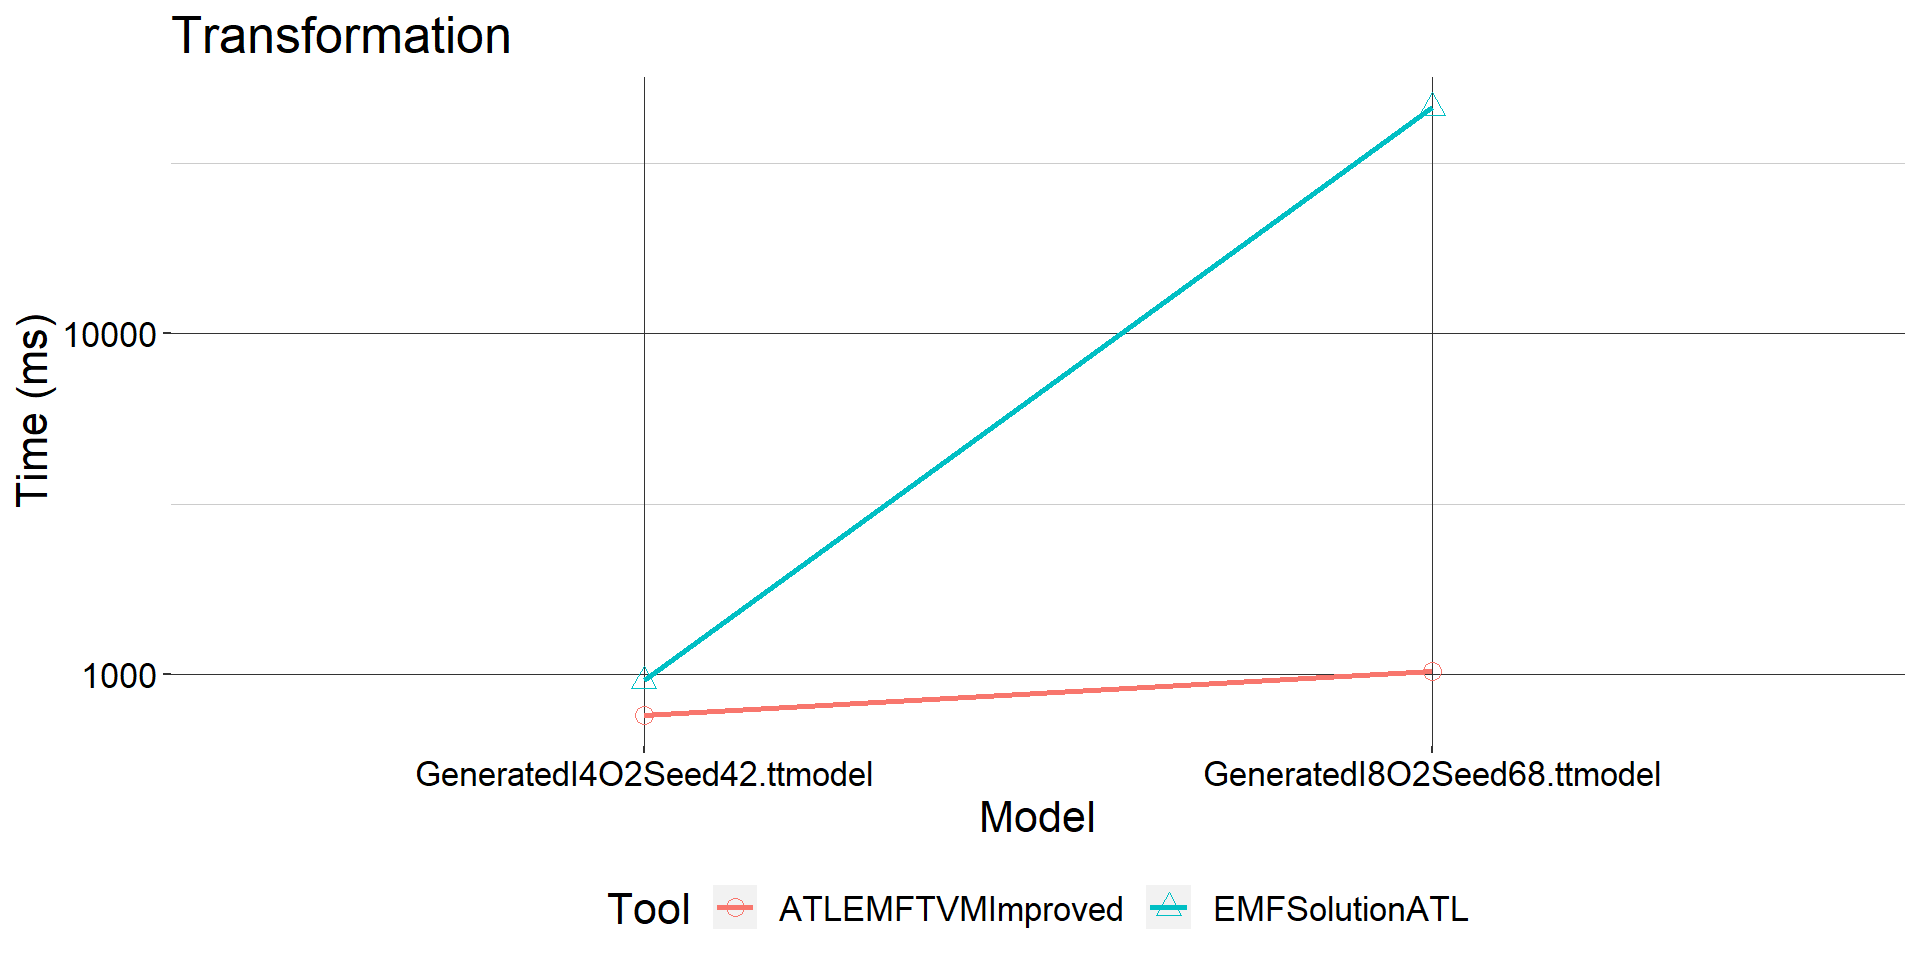 Transformation
Time (ms)
10000
1000
GeneratedI4O2Seed42.ttmodel
GeneratedI8O2Seed68.ttmodel
Model
Tool
ATLEMFTVMImproved
EMFSolutionATL